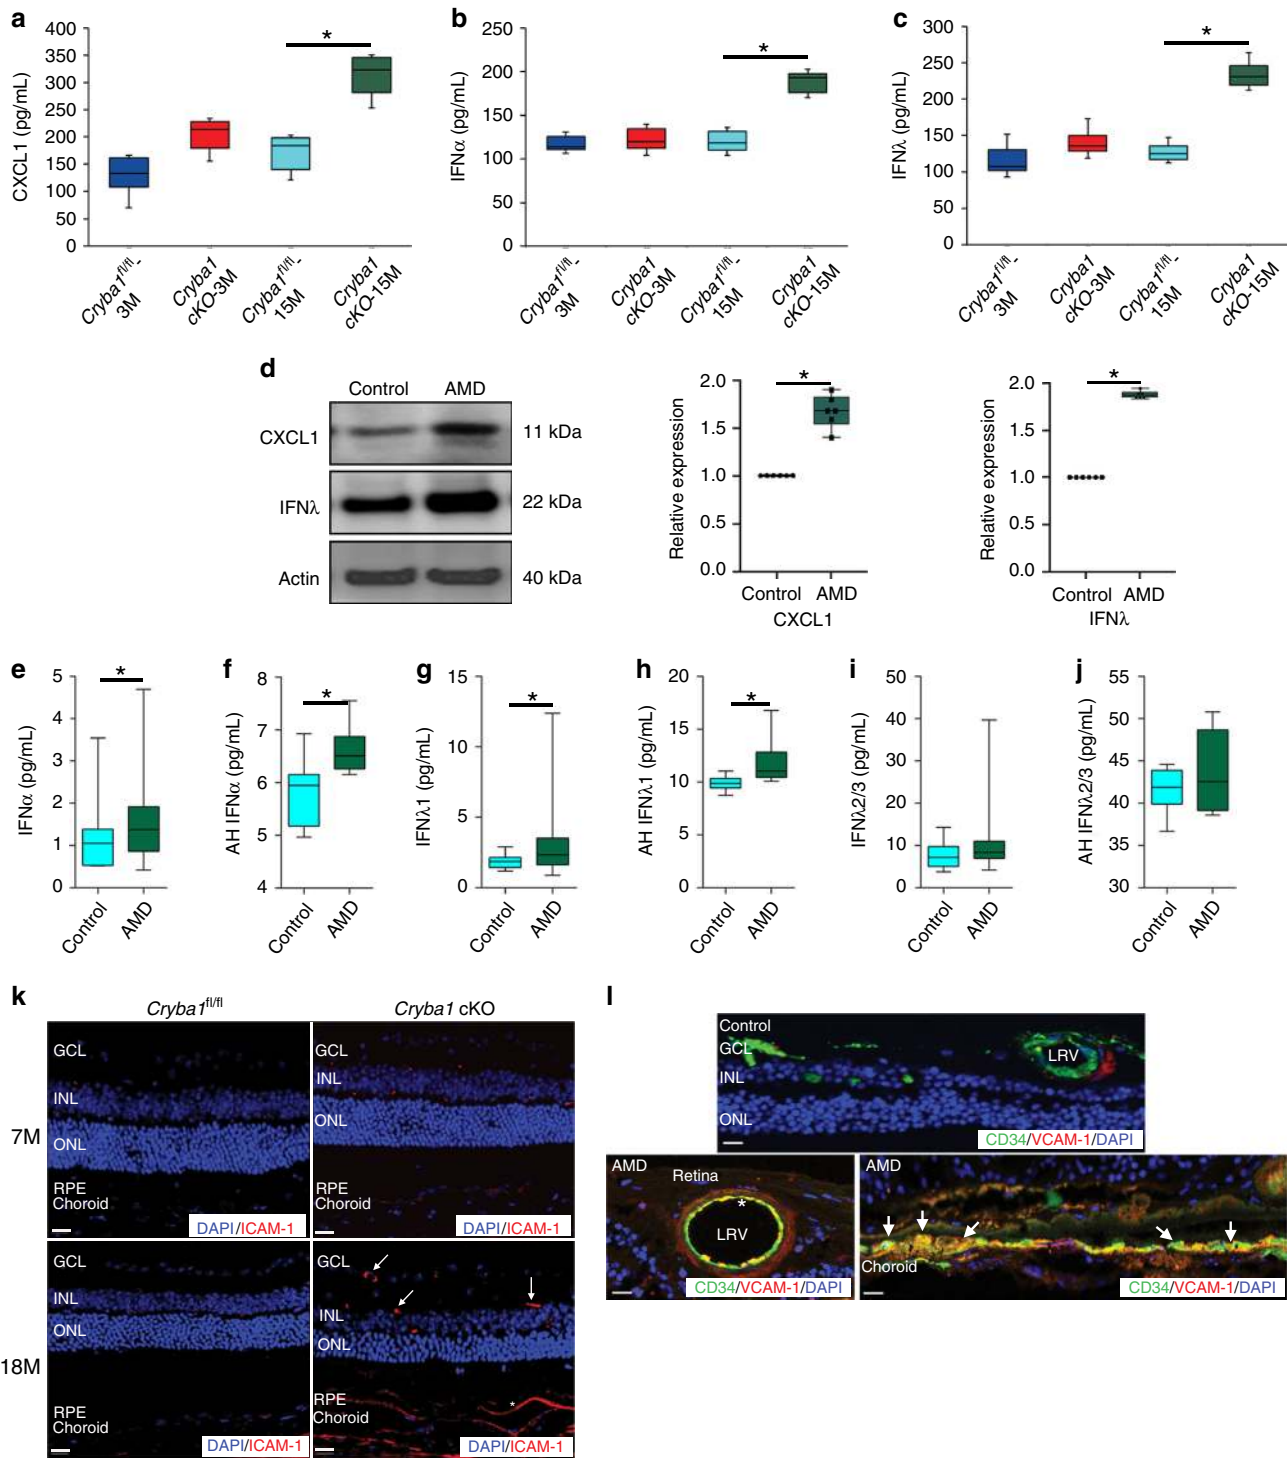 a
CXCL1 (pg/mL)
400
350
300
250
200
150
100
50
0
*
Cryba1fl/fl-
3M
Cryba1
cKO-3M
Cryba1fl/fl-
15M
Cryba1
cKO-15M
b
IFNα (pg/mL)
250
200
150
100
50
0
*
Cryba1fl/fl-
3M
Cryba1
cKO-3M
Cryba1fl/fl-
15M
Cryba1
cKO-15M
c
IFNλ (pg/mL)
300
250
200
150
100
50
0
*
Cryba1fl/fl-
3M
Cryba1
cKO-3M
Cryba1fl/fl-
15M
Cryba1
cKO-15M
d
Control AMD
CXCL1 11 kDa
IFNλ 22 kDa
Actin 40 kDa
Relative expression
2.0
1.5
1.0
0.5
0.0
*
Control AMD
CXCL1
Relative expression
2.0
1.5
1.0
0.5
0.0
*
Control AMD
IFNλ
e
IFNα (pg/mL)
5
4
3
2
1
0
*
Control
AMD
f
AH IFNα (pg/mL)
8
7
6
5
4
*
Control
AMD
g
IFNλ1 (pg/mL)
15
10
5
0
*
Control
AMD
h
AH IFNλ1 (pg/mL)
20
15
10
5
0
*
Control
AMD
i
IFNλ2/3 (pg/mL)
50
40
30
20
10
0
Control
AMD
j
AH IFNλ2/3 (pg/mL)
55
50
45
40
35
30
Control
AMD
k
Cryba1fl/fl
Cryba1 cKO
7M
GCL
INL
ONL
RPE
Choroid
DAPI/ICAM-1
GCL
INL
ONL
RPE
Choroid
DAPI/ICAM-1
18M
GCL
INL
ONL
RPE
Choroid
DAPI/ICAM-1
GCL
INL
ONL
RPE
Choroid
*
DAPI/ICAM-1
l
Control
GCL
INL
ONL
LRV
CD34/VCAM-1/DAPI
AMD
Retina
*
LRV
CD34/VCAM-1/DAPI
AMD
Choroid
CD34/VCAM-1/DAPI